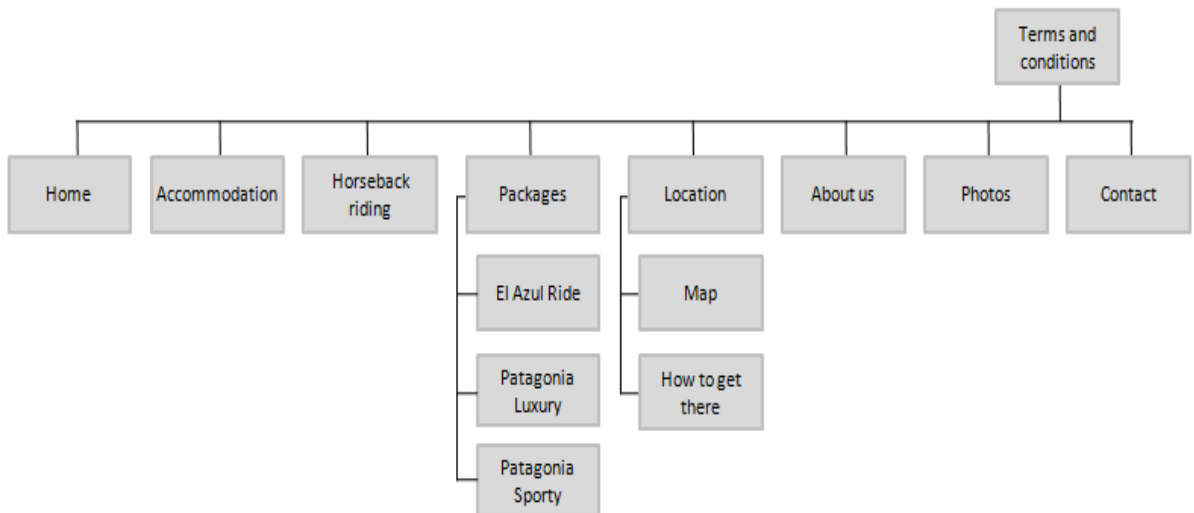 Terms and
conditions
Home
Accommodation
Horseback
riding
Packages
Location
About us
Photos
Contact
El Azul Ride
Map
Patagonia
Luxury
How to get
there
Patagonia
Sporty